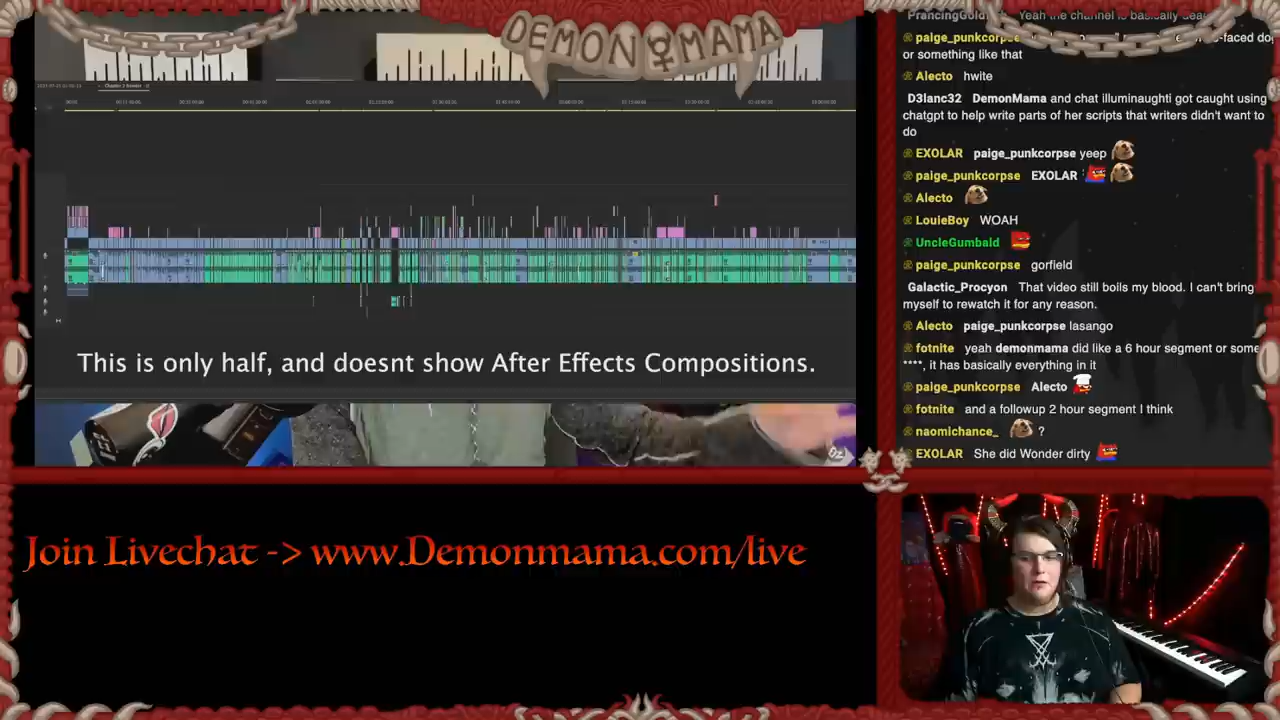 DEMON MAMA
This is only half, and doesnt show After Effects Compositions.
Join Livechat -> www.Demonmama.com/live
Yeah the channel is basically
paige_punkcorpse
or something like that
Alecto hwite
D3lanc32 DemonMama and chat illuminaughti got caught using
chatgpt to help write parts of her scripts that writers didn't want to
do
EXOLAR paige_punkcorpse yeep
paige_punkcorpse EXOLAR
Alecto
LouieBoy WOAH
UncleGumbald
paige_punkcorpse gorfield
Galactic_Procyon That video still boils my blood. I can't bring
myself to rewatch it for any reason.
Alecto paige_punkcorpse lasango
fotnite yeah demonmama did like a 6 hour segment or some
****, it has basically everything in it
paige_punkcorpse Alecto
fotnite and a followup 2 hour segment I think
naomichance_ ?
EXOLAR She did Wonder dirty